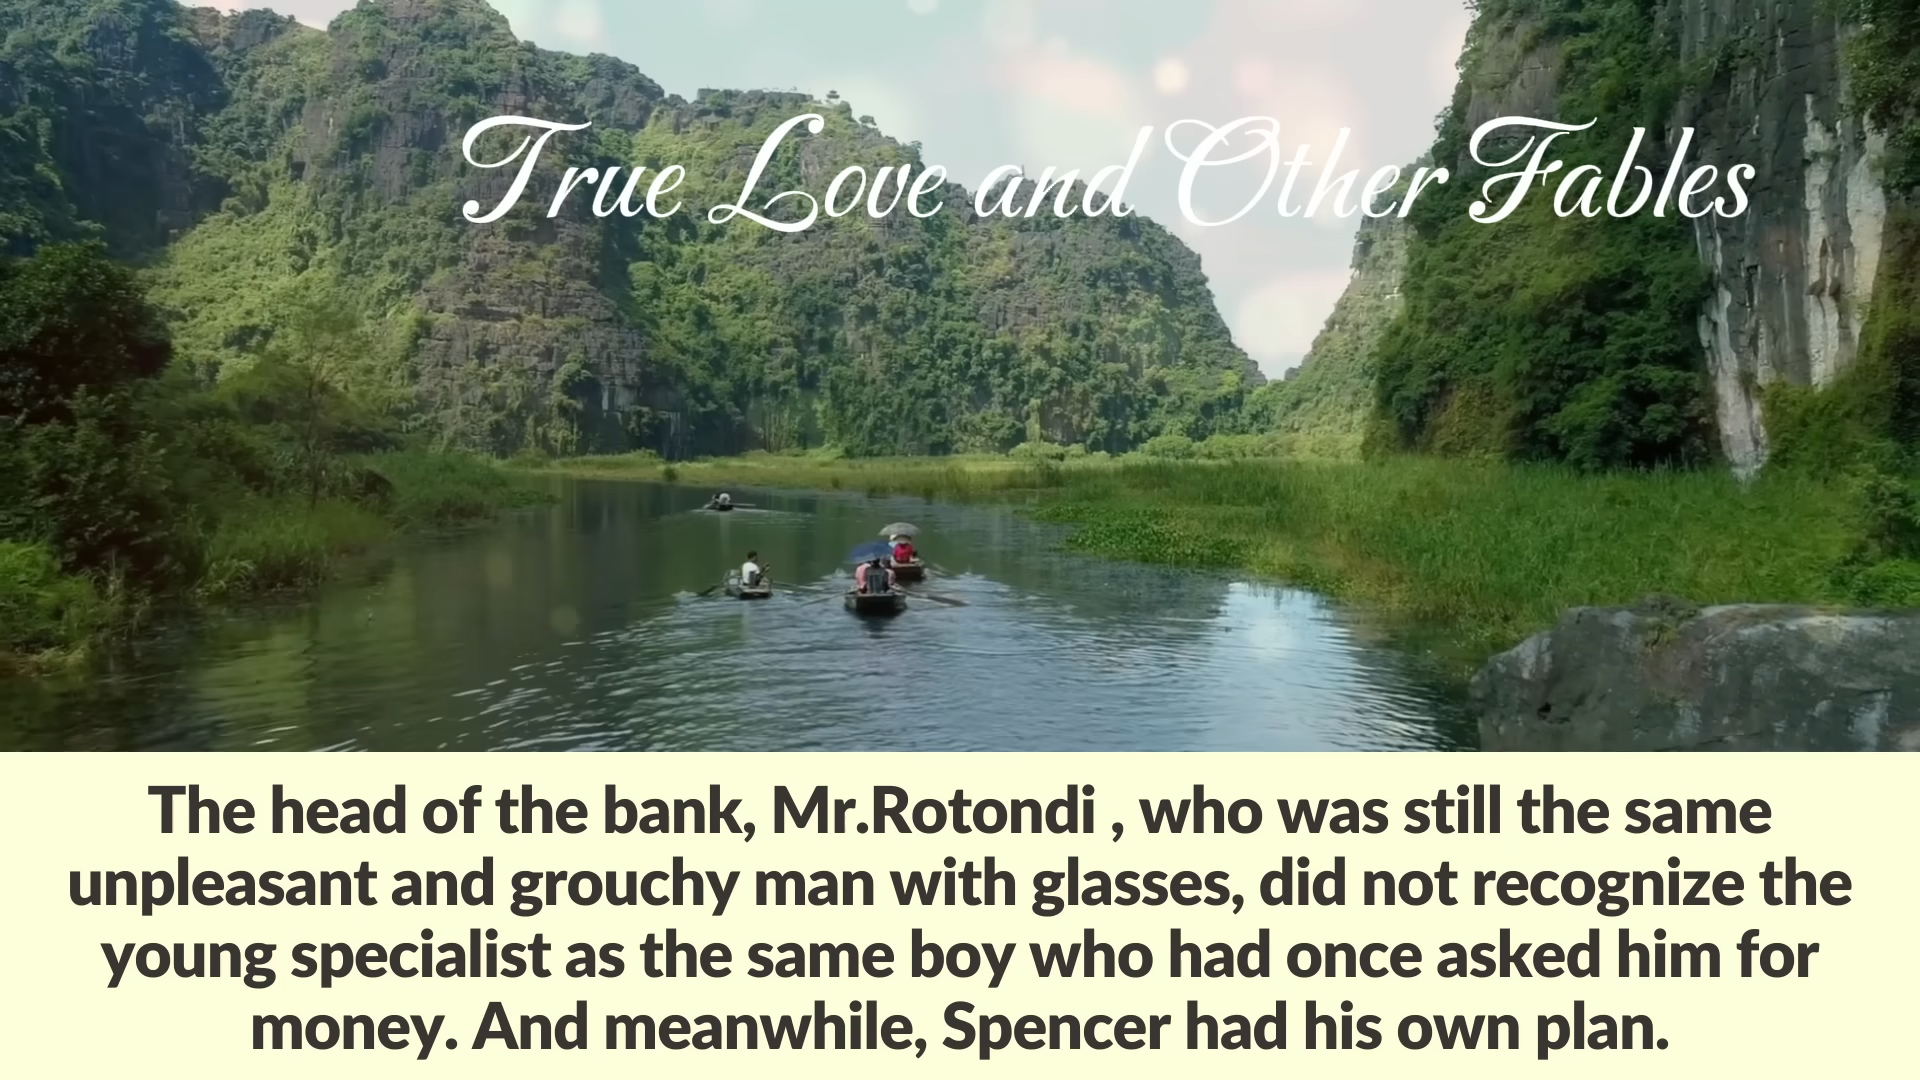 True Love and Other Fables
The head of the bank, Mr.Rotondi , who was still the same
unpleasant and grouchy man with glasses, did not recognize the
young specialist as the same boy who had once asked him for
money. And meanwhile, Spencer had his own plan.